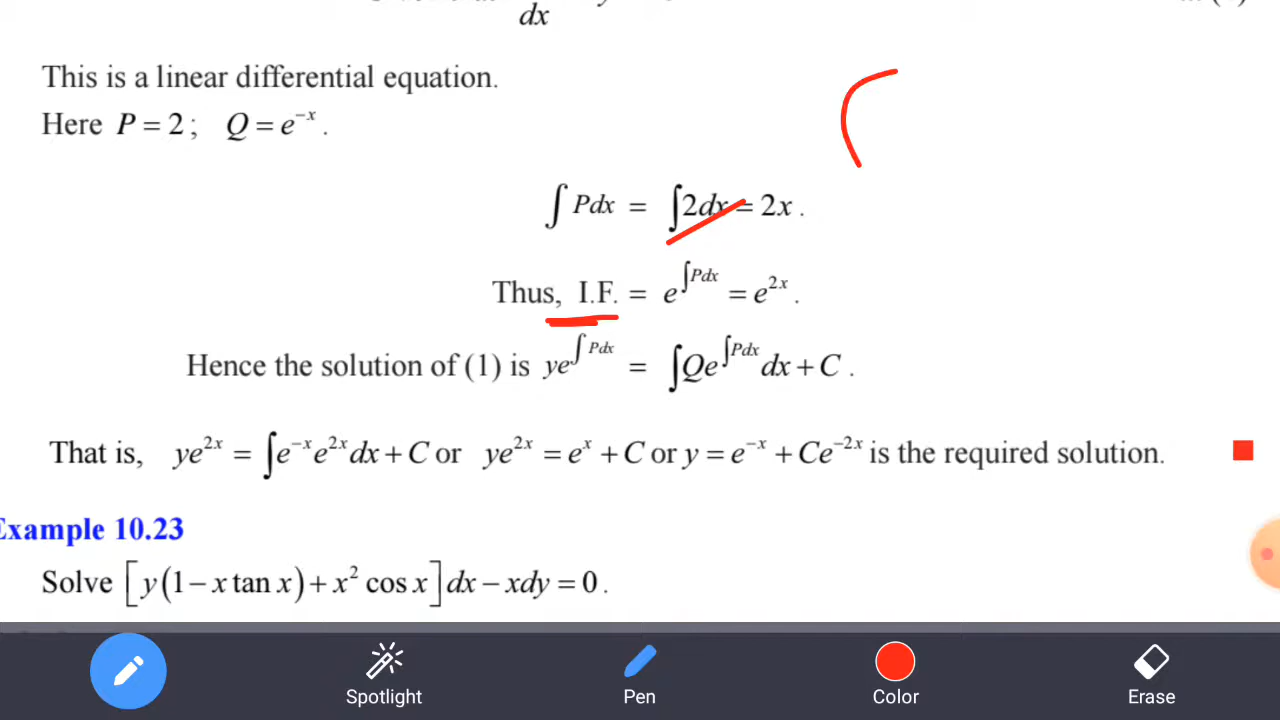 dx
This is a linear differential equation.
Here P = 2 ; Q = e⁻ˣ .
∫ Pdx = ∫2dx = 2x .
Thus, I.F. = e^∫Pdx = e^2x .
Hence the solution of (1) is ye^∫Pdx = ∫Qe^∫Pdx dx + C .
That is, ye^2x = ∫e^−x e^2x dx + C or ye^2x = e^x + C or y = e^−x + Ce^−2x is the required solution.
Example 10.23
Solve [y(1 − x tan x) + x² cos x] dx − xdy = 0 .
Spotlight Pen Color Erase